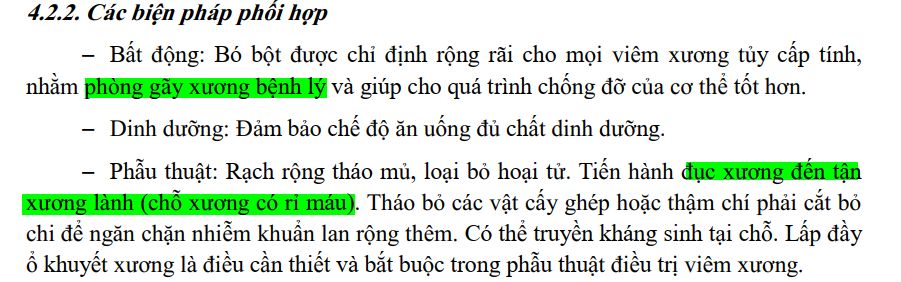 4.2.2. Các biện pháp phối hợp
– Bất động: Bó bột được chỉ định rộng rãi cho mọi viêm xương tủy cấp tính,
nhằm phòng gãy xương bệnh lý và giúp cho quá trình chống đỡ của cơ thể tốt hơn.
– Dinh dưỡng: Đảm bảo chế độ ăn uống đủ chất dinh dưỡng.
– Phẫu thuật: Rạch rộng tháo mủ, loại bỏ hoại tử. Tiến hành đục xương đến tận
xương lành (chỗ xương có rỉ máu). Tháo bỏ các vật cấy ghép hoặc thậm chí phải cắt bỏ
chi để ngăn chặn nhiễm khuẩn lan rộng thêm. Có thể truyền kháng sinh tại chỗ. Lấp đầy
ổ khuyết xương là điều cần thiết và bắt buộc trong phẫu thuật điều trị viêm xương.